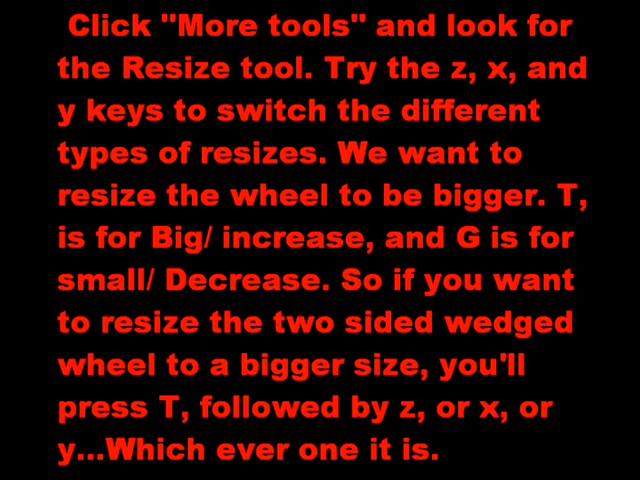 Click "More tools" and look for
the Resize tool. Try the z, x, and
y keys to switch the different
types of resizes. We want to
resize the wheel to be bigger. T,
is for Big/ increase, and G is for
small/ Decrease. So if you want
to resize the two sided wedged
wheel to a bigger size, you'll
press T, followed by z, or x, or
y...Which ever one it is.